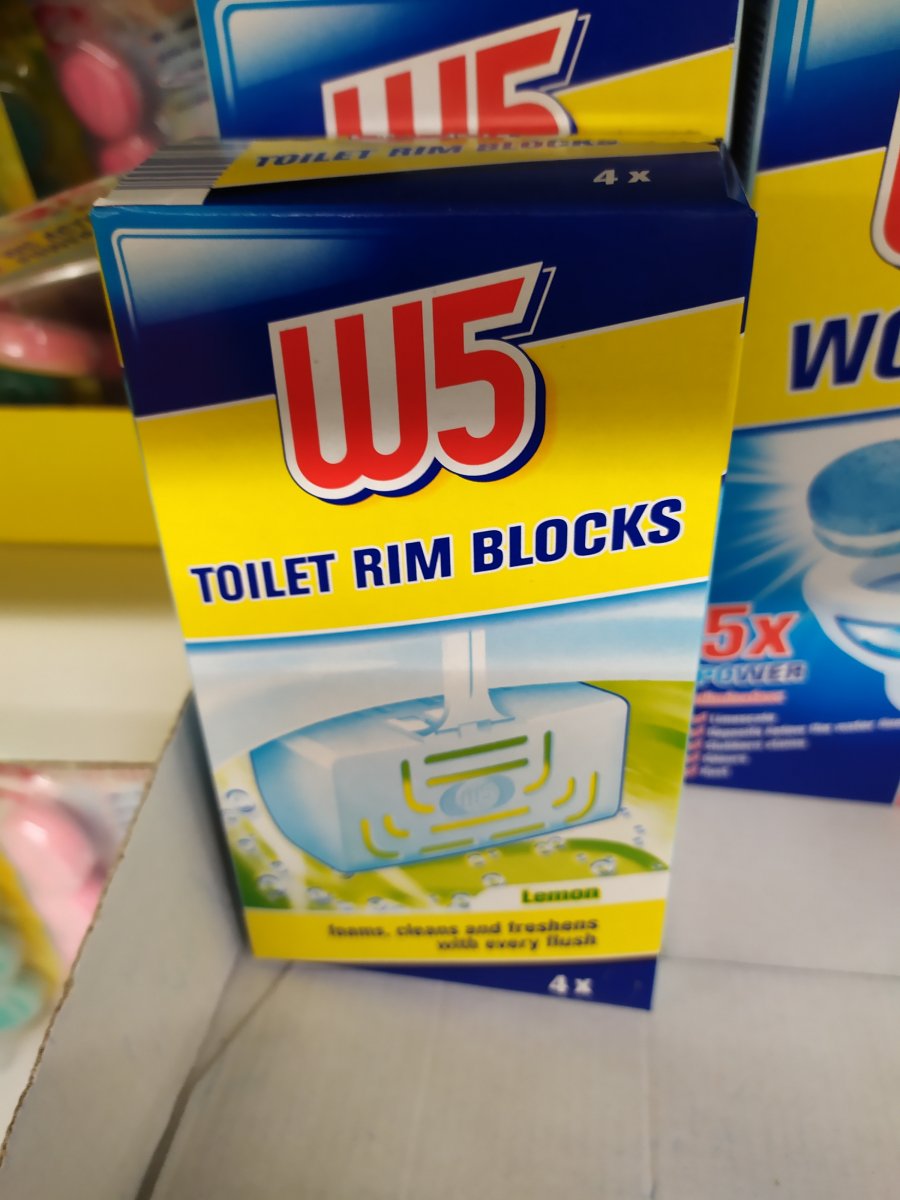 W5
TOILET RIM BLOCKS
4 x
W5
TOILET RIM BLOCKS
W5
Lemon
foams, cleans and freshens
with every flush
4 x
WC
5x
POWER